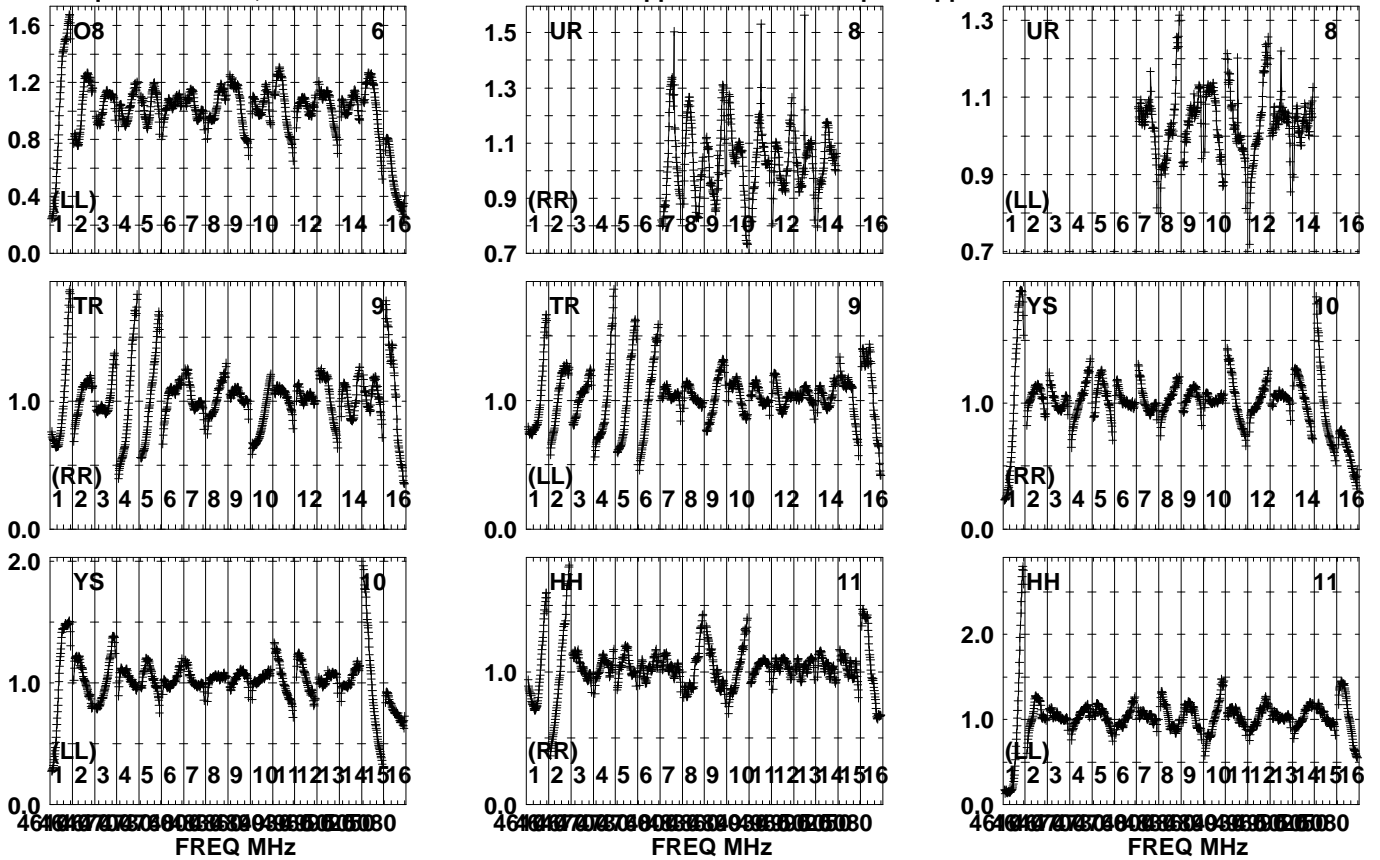 1.6 O8 6
1.2
0.8
0.4 (LL)
1 2 3 4 5 6 7 8 9 10 12 14 16
0.0
1.5 UR 8
1.3
1.1
0.9 (RR)
7 8 6 4 5 6 7 8 9 10 12 14 16
0.7
1.3 UR 8
1.1
0.9
(LL)
1 2 3 4 5 6 7 8 9 10 12 14 16
0.7
TR 9
1.0
(RR)
1 2 3 4 5 6 7 8 9 10 12 14 16
0.0
TR 9
1.0
(LL)
1 2 3 4 5 6 7 8 9 10 12 14 16
0.0
YS 10
1.0
(RR)
1 2 3 4 5 6 7 8 9 10 12 14 16
0.0
2.0 YS 10
1.0
(LL)
1 2 3 4 5 6 7 8 9 10 11 12 13 14 15 16
0.0
FREQ MHz
HH 11
1.0
(RR)
1 2 3 4 5 6 7 8 9 10 11 12 13 14 15 16
0.0
FREQ MHz
HH 11
2.0
1.0
(LL)
1 2 3 4 5 6 7 8 9 10 11 12 13 14 15 16
0.0
FREQ MHz